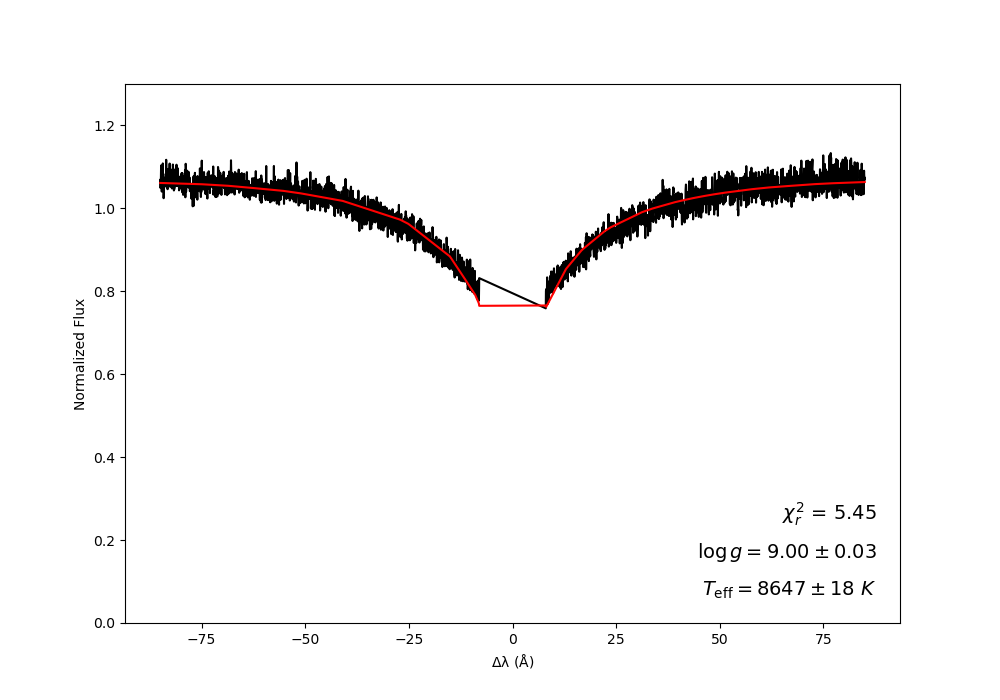 1.2
1.0
0.8
0.6
0.4
0.2
0.0
Normalized Flux
χ²ᵣ = 5.45
log g = 9.00 ± 0.03
T_eff = 8647 ± 18 K
−75 −50 −25 0 25 50 75
Δλ (Å)